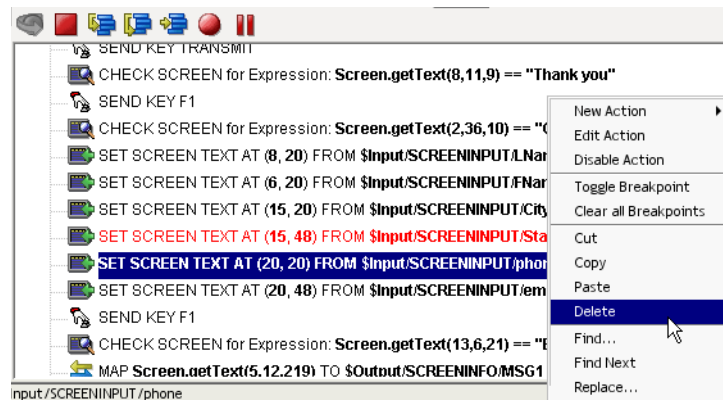 SEND KEY TRANSMIT
CHECK SCREEN for Expression: Screen.getText(8,11,9) == "Thank you"
SEND KEY F1
CHECK SCREEN for Expression: Screen.getText(2,36,10) == "
SET SCREEN TEXT AT (8, 20) FROM $Input/SCREENINPUT/LNa
SET SCREEN TEXT AT (6, 20) FROM $Input/SCREENINPUT/FNa
SET SCREEN TEXT AT (15, 20) FROM $Input/SCREENINPUT/City
SET SCREEN TEXT AT (15, 48) FROM $Input/SCREENINPUT/Sta
SET SCREEN TEXT AT (20, 20) FROM $Input/SCREENINPUT/phon
SET SCREEN TEXT AT (20, 48) FROM $Input/SCREENINPUT/em
SEND KEY F1
CHECK SCREEN for Expression: Screen.getText(13,6,21) == "
MAP Screen.getText(5,12,219) TO $Output/SCREENINFO/MSG1
nput/SCREENINPUT/phone
New Action
Edit Action
Disable Action
Toggle Breakpoint
Clear all Breakpoints
Cut
Copy
Paste
Delete
Find...
Find Next
Replace...